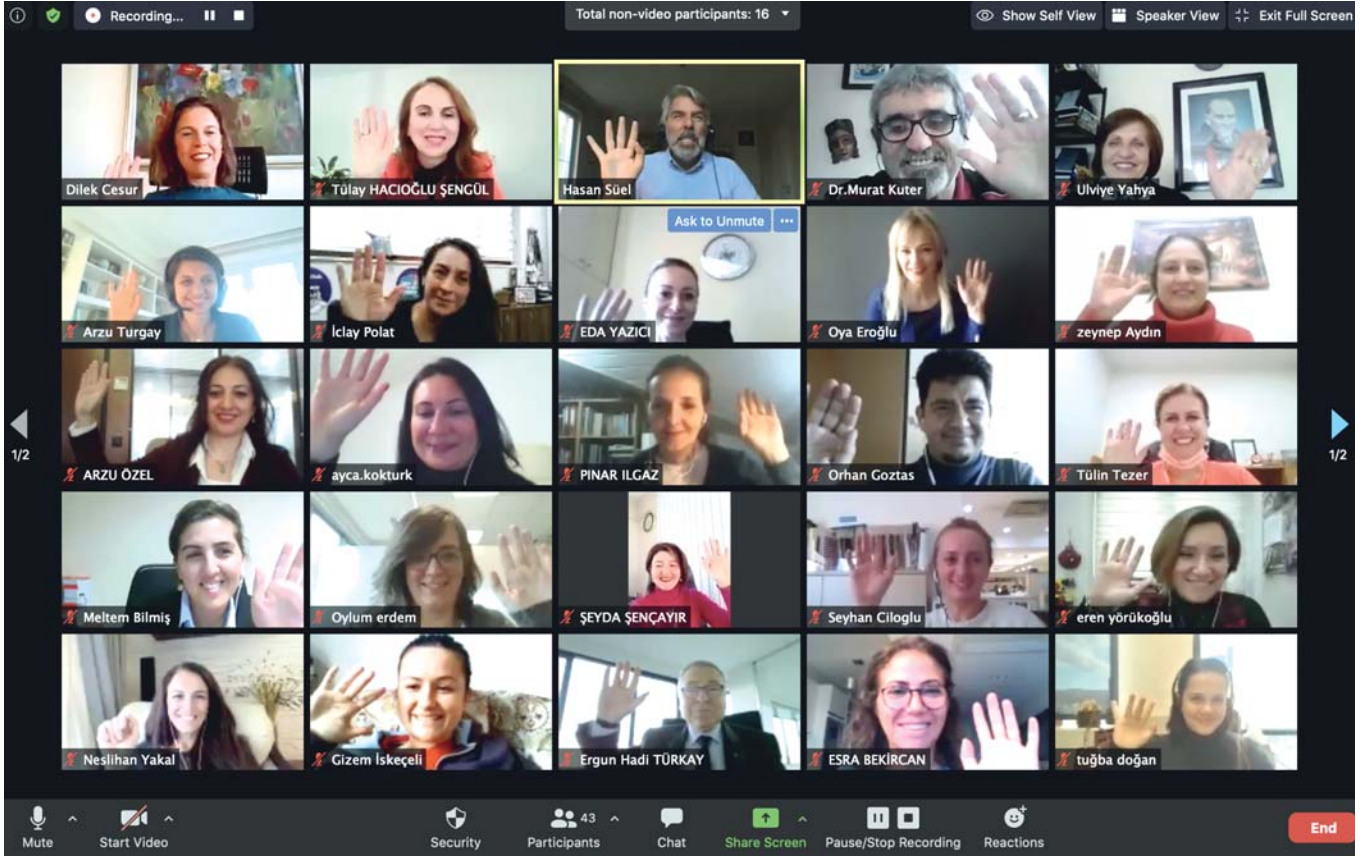 Recording...
Total non-video participants: 16
Show Self View
Speaker View
Exit Full Screen
Dilek Cesur
Tülay HACIOĞLU ŞENGÜL
Hasan Süel
Dr.Murat Kuter
Ulviye Yahya
Ask to Unmute
Arzu Turgay
İclay Polat
EDA YAZICI
Oya Eroğlu
zeynep Aydın
1/2
1/2
ARZU ÖZEL
ayca.kokturk
PINAR ILGAZ
Orhan Goztas
Tülin Tezer
Meltem Bilmiş
Oylum erdem
ŞEYDA ŞENÇAYIR
Seyhan Ciloglu
eren yörükoğlu
Neslihan Yakal
Gizem İskeçeli
Ergun Hadi TÜRKAY
ESRA BEKİRCAN
tuğba doğan
Mute
Start Video
Security
43
Participants
Chat
Share Screen
Pause/Stop Recording
Reactions
End